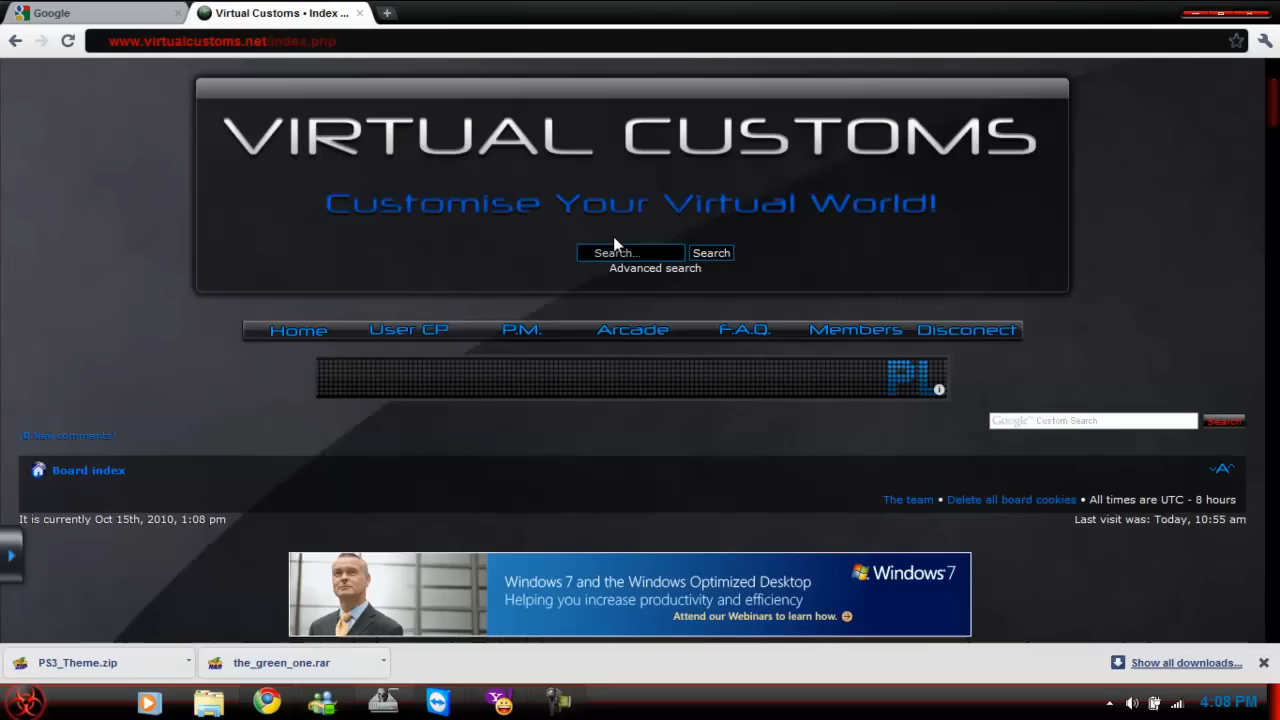 Google
Virtual Customs • Index ...
www.virtualcustoms.net/index.php
VIRTUAL CUSTOMS
Customise Your Virtual World!
Search...
Search
Advanced search
Home
User CP
P.M.
Arcade
F.A.Q.
Members
Disconect
PL
Google™ Custom Search
Search
0 New comments!
Board index
The team • Delete all board cookies • All times are UTC - 8 hours
It is currently Oct 15th, 2010, 1:08 pm
Last visit was: Today, 10:55 am
Windows 7 and the Windows Optimized Desktop
Helping you increase productivity and efficiency
Attend our Webinars to learn how.
Windows 7
PS3_Theme.zip
the_green_one.rar
Show all downloads...
4:08 PM